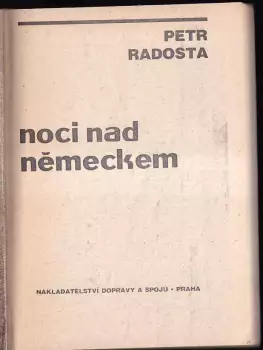 PETR
RADOSTA
noci nad
německem
NAKLADATELSTVÍ DOPRAVY A SPOJŮ • PRAHA